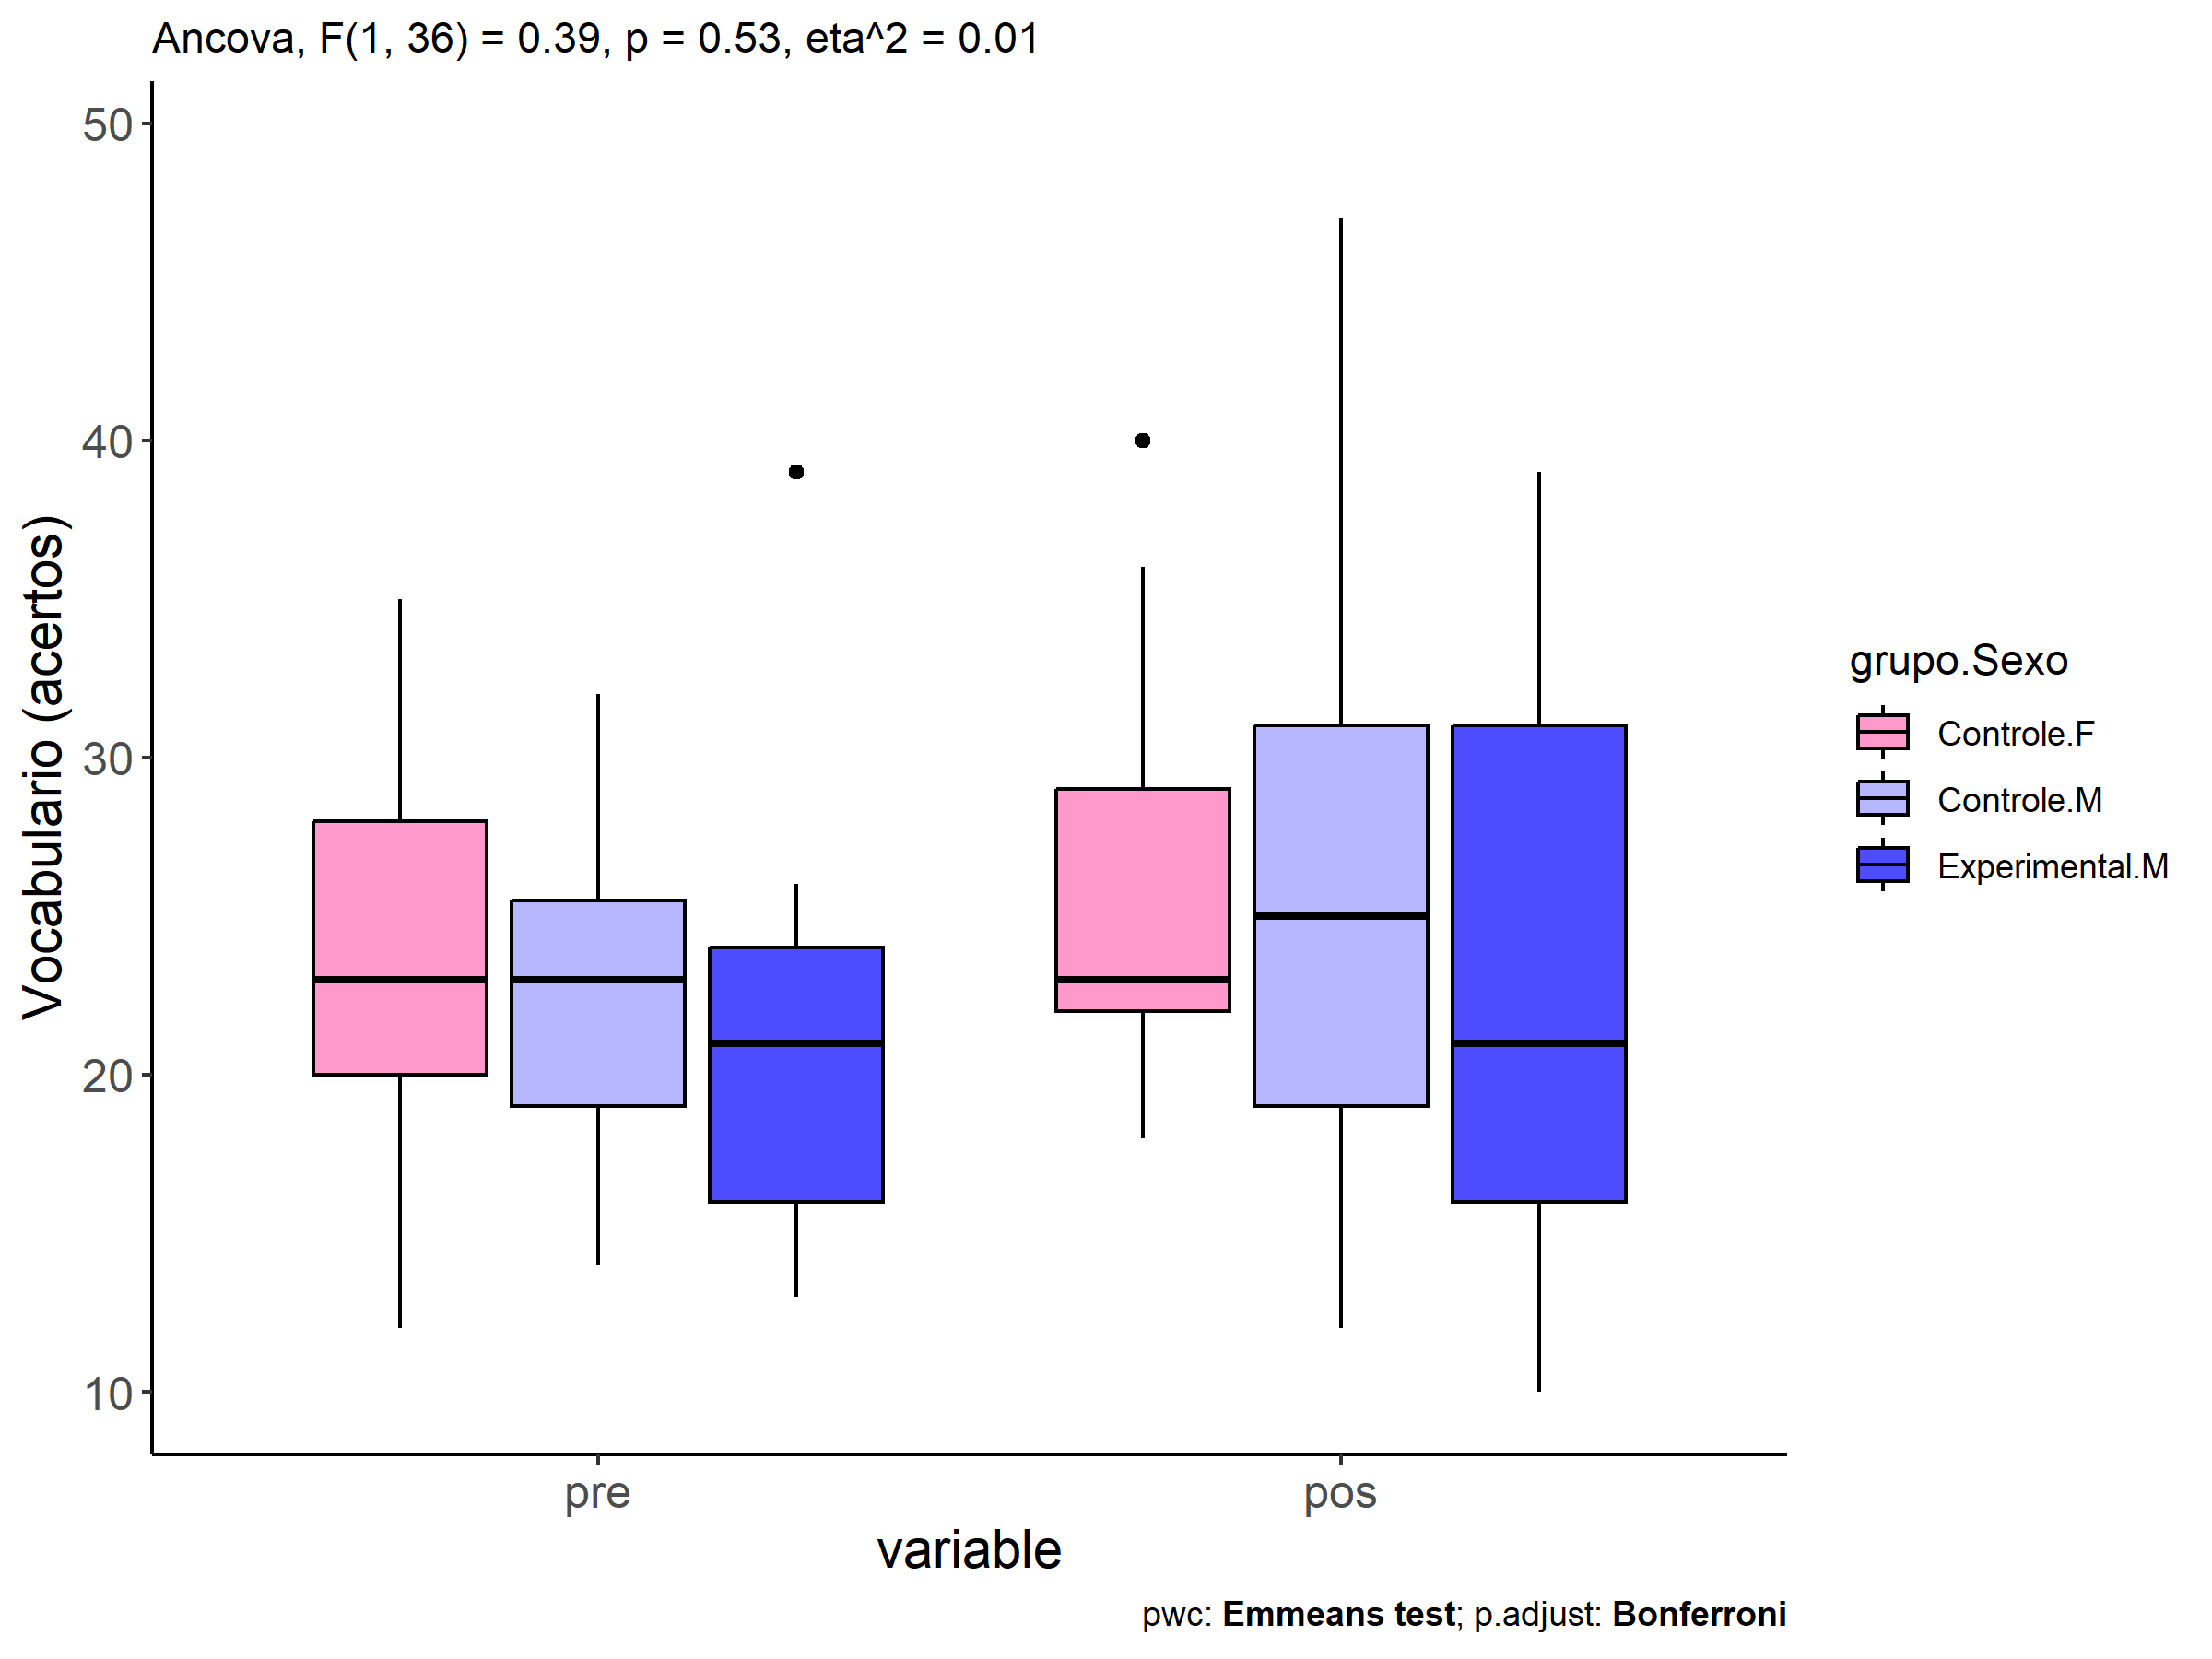 Ancova, F(1, 36) = 0.39, p = 0.53, eta^2 = 0.01
50
40
30
20
10
Vocabulario (acertos)
pre
pos
variable
grupo.Sexo
Controle.F
Controle.M
Experimental.M
pwc: Emmeans test; p.adjust: Bonferroni